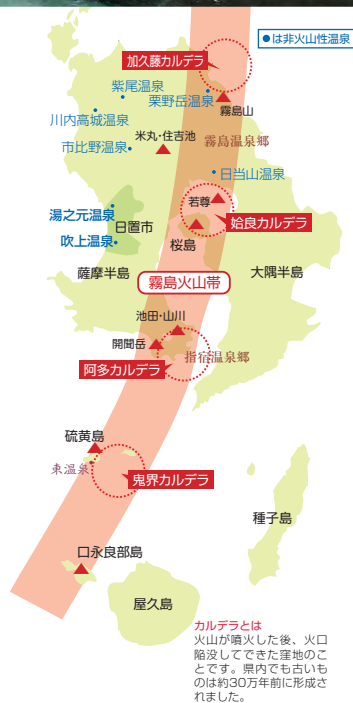 ●は非火山性温泉
加久藤カルデラ
紫尾温泉
栗野岳温泉
霧島山
川内高城温泉
米丸・住吉池
霧島温泉郷
市比野温泉
日当山温泉
若尊
湯之元温泉
日置市
姶良カルデラ
吹上温泉
桜島
薩摩半島
大隅半島
霧島火山帯
池田・山川
開聞岳
指宿温泉郷
阿多カルデラ
硫黄島
東温泉
鬼界カルデラ
種子島
口永良部島
屋久島
カルデラとは
火山が噴火した後、火口
陥没してできた窪地のこ
とです。県内でも古いも
のは約30万年前に形成さ
れました。